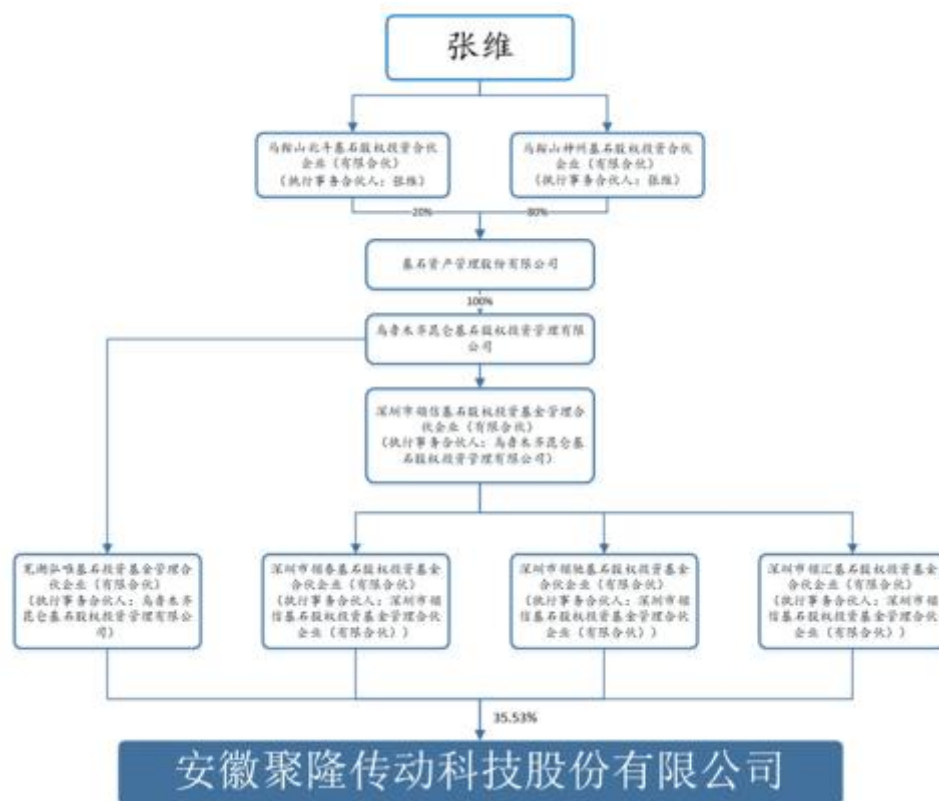 张维
马鞍山北斗基石股权投资合伙
企业（有限合伙）
（执行事务合伙人：张维）
马鞍山神州基石股权投资合伙
企业（有限合伙）
（执行事务合伙人：张维）
20%
80%
基石资产管理股份有限公司
100%
乌鲁木齐昆仑基石股权投资管理有限
公司
深圳市领信基石股权投资基金管理合
伙企业（有限合伙）
（执行事务合伙人：乌鲁木齐昆仑基
石股权投资管理有限公司）
芜湖弘唯基石投资基金管理合
伙企业（有限合伙）
（执行事务合伙人：乌鲁木齐
昆仑基石股权投资管理有限公
司）
深圳市领泰基石股权投资基金
合伙企业（有限合伙）
（执行事务合伙人：深圳市领
信基石股权投资基金管理合伙
企业（有限合伙））
深圳市领驰基石股权投资基金
合伙企业（有限合伙）
（执行事务合伙人：深圳市领
信基石股权投资基金管理合伙
企业（有限合伙））
深圳市领汇基石股权投资基金
合伙企业（有限合伙）
（执行事务合伙人：深圳市领
信基石股权投资基金管理合伙
企业（有限合伙））
35.53%
安徽聚隆传动科技股份有限公司